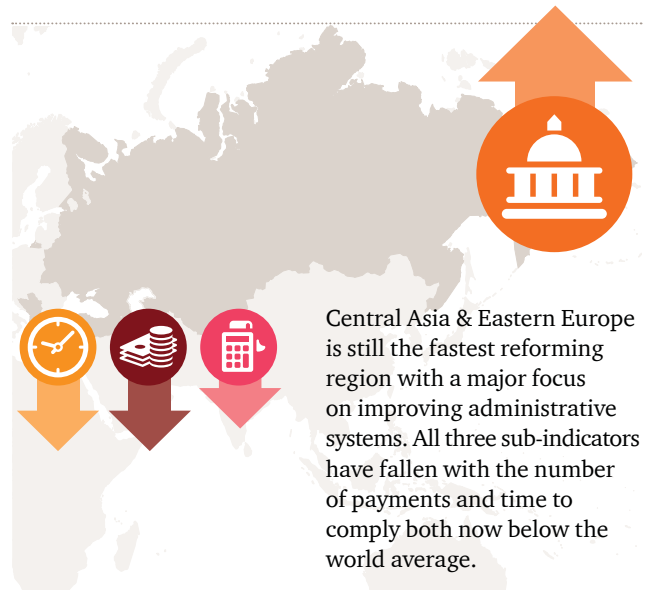 Central Asia & Eastern Europe
is still the fastest reforming
region with a major focus
on improving administrative
systems. All three sub-indicators
have fallen with the number
of payments and time to
comply both now below the
world average.